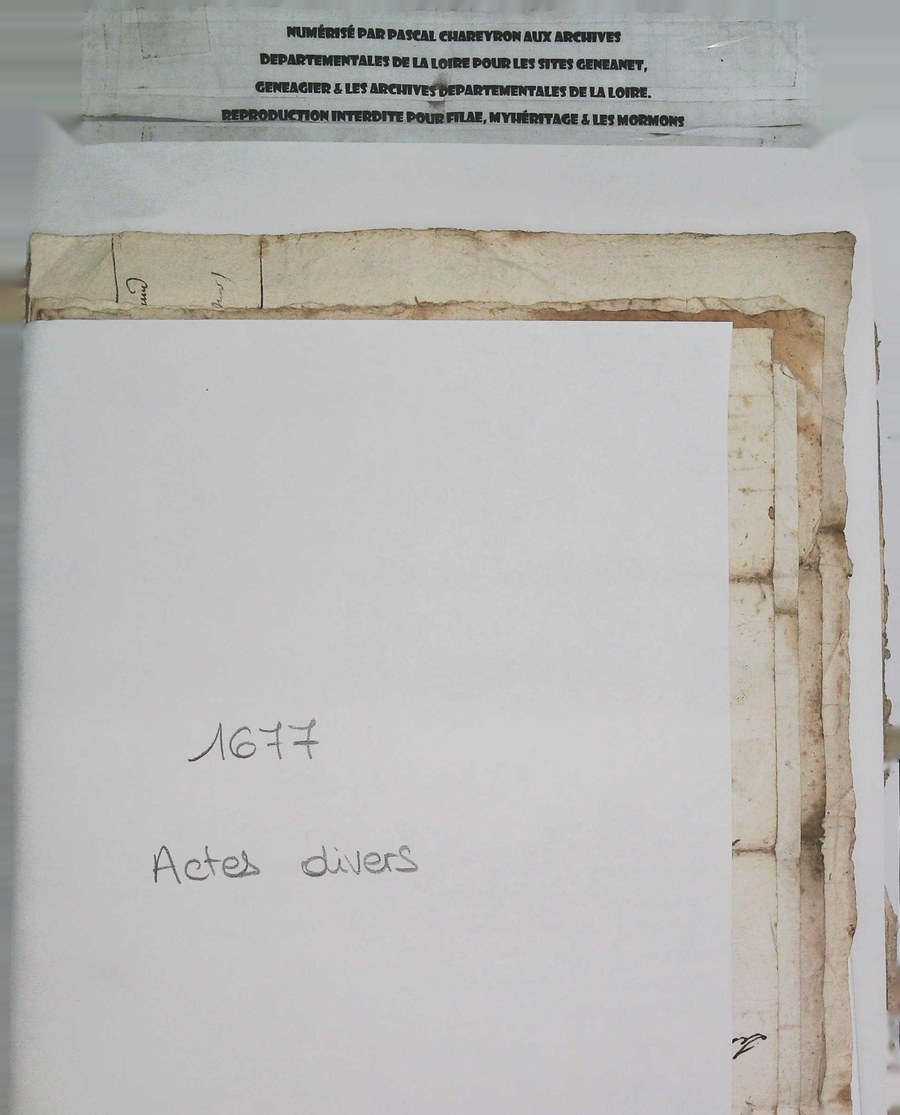 NUMÉRISÉ PAR PASCAL CHAREYRON AUX ARCHIVES
DEPARTEMENTALES DE LA LOIRE POUR LES SITES GENEANET,
GENEAGIER & LES ARCHIVES DEPARTEMENTALES DE LA LOIRE.
REPRODUCTION INTERDITE POUR FILAE, MYHÉRITAGE & LES MORMONS
1677
Actes divers